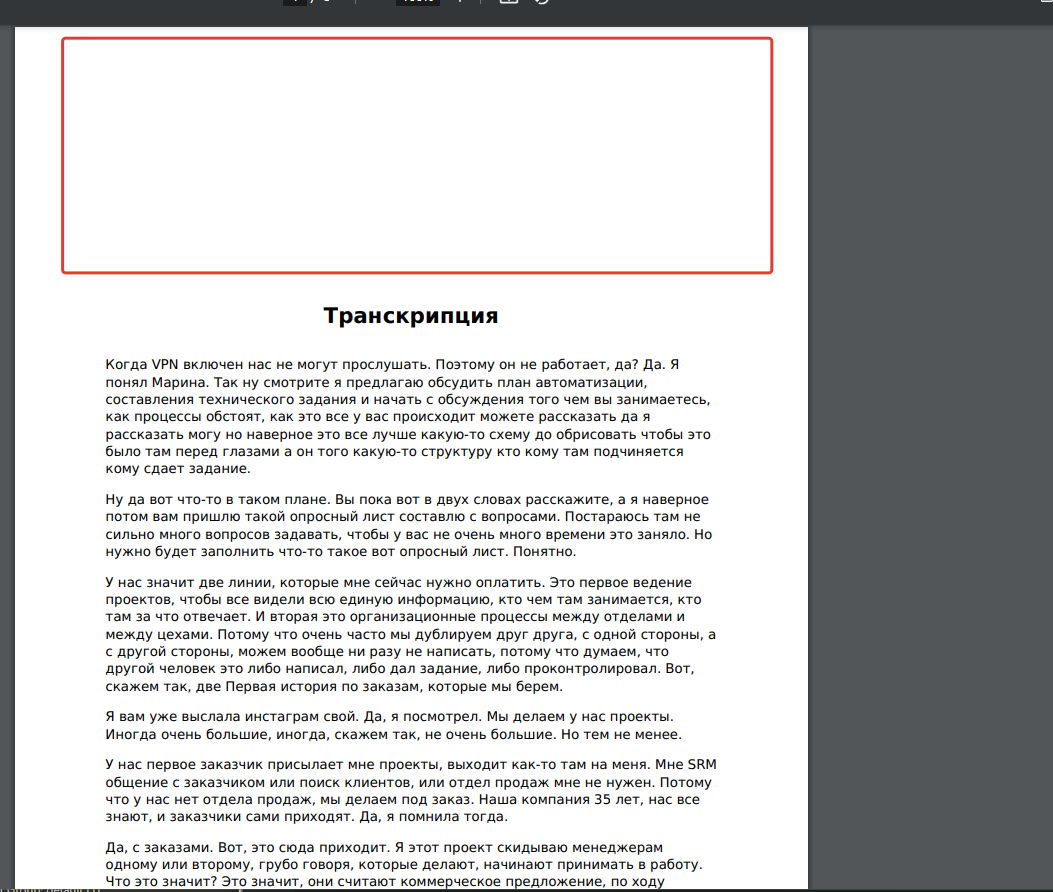 Транскрипция
Когда VPN включен нас не могут прослушать. Поэтому он не работает, да? Да. Я
понял Марина. Так ну смотрите я предлагаю обсудить план автоматизации,
составления технического задания и начать с обсуждения того чем вы занимаетесь,
как процессы обстоят, как это все у вас происходит можете рассказать да я
рассказать могу но наверное это все лучше какую-то схему до обрисовать чтобы это
было там перед глазами а он того какую-то структуру кто кому там подчиняется
кому сдает задание.
Ну да вот что-то в таком плане. Вы пока вот в двух словах расскажите, а я наверное
потом вам пришлю такой опросный лист составлю с вопросами. Постараюсь там не
сильно много вопросов задавать, чтобы у вас не очень много времени это заняло. Но
нужно будет заполнить что-то такое вот опросный лист. Понятно.
У нас значит две линии, которые мне сейчас нужно оплатить. Это первое ведение
проектов, чтобы все видели всю единую информацию, кто чем там занимается, кто
там за что отвечает. И вторая это организационные процессы между отделами и
между цехами. Потому что очень часто мы дублируем друг друга, с одной стороны, а
с другой стороны, можем вообще ни разу не написать, потому что думаем, что
другой человек это либо написал, либо дал задание, либо проконтролировал. Вот,
скажем так, две Первая история по заказам, которые мы берем.
Я вам уже выслала инстаграм свой. Да, я посмотрел. Мы делаем у нас проекты.
Иногда очень большие, иногда, скажем так, не очень большие. Но тем не менее.
У нас первое заказчик присылает мне проекты, выходит как-то там на меня. Мне SRM
общение с заказчиком или поиск клиентов, или отдел продаж мне не нужен. Потому
что у нас нет отдела продаж, мы делаем под заказ. Наша компания 35 лет, нас все
знают, и заказчики сами приходят. Да, я помнила тогда.
Да, с заказами. Вот, это сюда приходит. Я этот проект скидываю менеджерам
одному или второму, грубо говоря, которые делают, начинают принимать в работу.
Что это значит? Это значит, они считают коммерческое предложение, по ходу